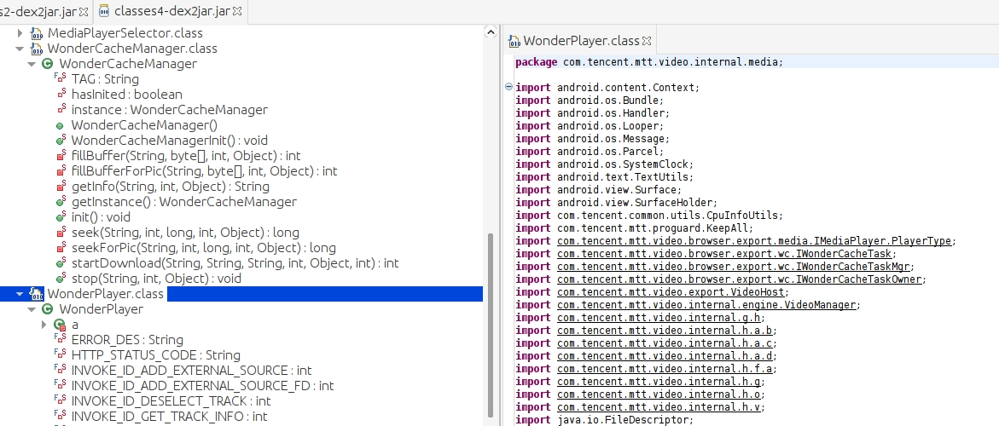 s2-dex2jar.jar
classes4-dex2jar.jar
MediaPlayerSelector.class
WonderCacheManager.class
WonderCacheManager
TAG : String
hasInited : boolean
instance : WonderCacheManager
WonderCacheManager()
WonderCacheManagerInit() : void
fillBuffer(String, byte[], int, Object) : int
fillBufferForPic(String, byte[], int, Object) : int
getInfo(String, int, Object) : String
getInstance() : WonderCacheManager
init() : void
seek(String, int, long, int, Object) : long
seekForPic(String, int, long, int, Object) : long
startDownload(String, String, String, int, Object, int) : int
stop(String, int, Object) : void
WonderPlayer.class
WonderPlayer
a
ERROR_DES : String
HTTP_STATUS_CODE : String
INVOKE_ID_ADD_EXTERNAL_SOURCE : int
INVOKE_ID_ADD_EXTERNAL_SOURCE_FD : int
INVOKE_ID_DESELECT_TRACK : int
INVOKE_ID_GET_TRACK_INFO : int
WonderPlayer.class
package com.tencent.mtt.video.internal.media;
import android.content.Context;
import android.os.Bundle;
import android.os.Handler;
import android.os.Looper;
import android.os.Message;
import android.os.Parcel;
import android.os.SystemClock;
import android.text.TextUtils;
import android.view.Surface;
import android.view.SurfaceHolder;
import com.tencent.common.utils.CpuInfoUtils;
import com.tencent.mtt.proguard.KeepAll;
import com.tencent.mtt.video.browser.export.media.IMediaPlayer.PlayerType;
import com.tencent.mtt.video.browser.export.wc.IWonderCacheTask;
import com.tencent.mtt.video.browser.export.wc.IWonderCacheTaskMgr;
import com.tencent.mtt.video.browser.export.wc.IWonderCacheTaskOwner;
import com.tencent.mtt.video.export.VideoHost;
import com.tencent.mtt.video.internal.engine.VideoManager;
import com.tencent.mtt.video.internal.g.h;
import com.tencent.mtt.video.internal.h.a.b;
import com.tencent.mtt.video.internal.h.a.c;
import com.tencent.mtt.video.internal.h.a.d;
import com.tencent.mtt.video.internal.h.f.a;
import com.tencent.mtt.video.internal.h.g;
import com.tencent.mtt.video.internal.h.o;
import com.tencent.mtt.video.internal.h.v;
import java.io.FileDescriptor;